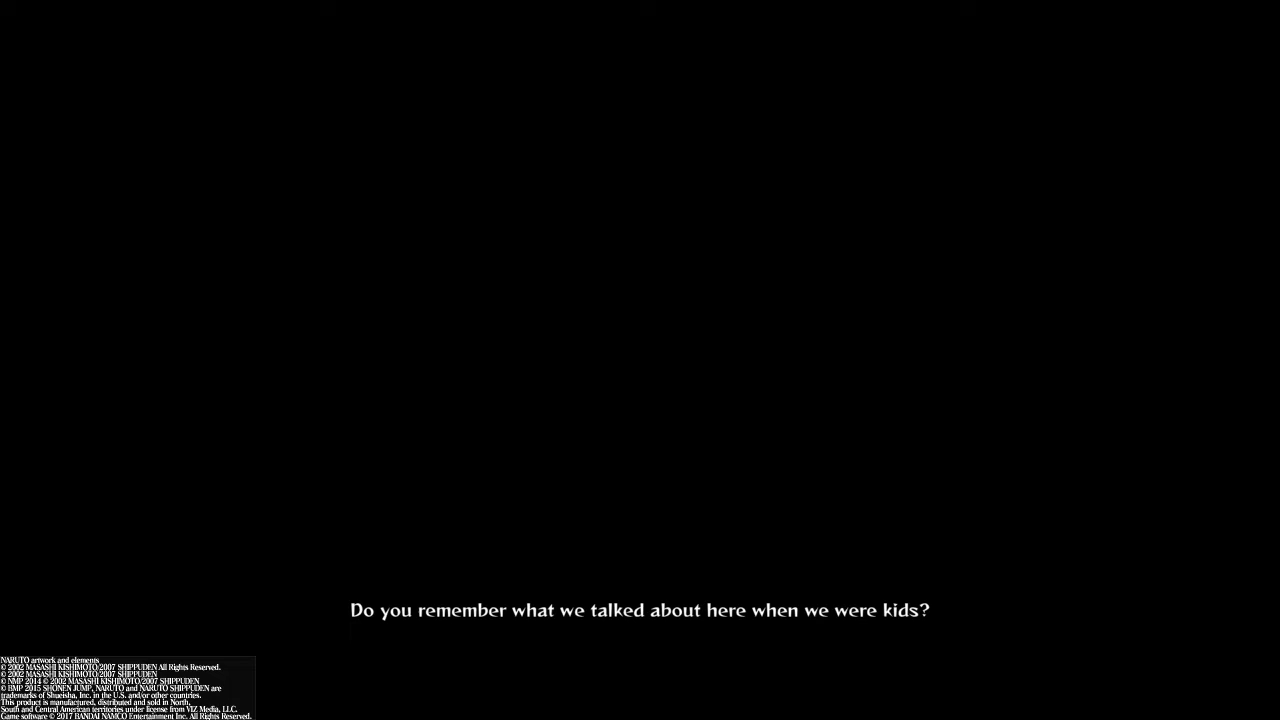 Do you remember what we talked about here when we were kids?
NARUTO artwork and elements
© 2002 MASASHI KISHIMOTO/2007 SHIPPUDEN All Rights Reserved.
© 2002 MASASHI KISHIMOTO/2007 SHIPPUDEN
© NMP 2014 © 2002 MASASHI KISHIMOTO/2007 SHIPPUDEN
© BMP 2015 SHONEN JUMP, NARUTO and NARUTO SHIPPUDEN are
trademarks of Shueisha, Inc. in the U.S. and/or other countries.
This product is manufactured, distributed and sold in North,
South and Central American territories under license from VIZ Media, LLC.
Game software © 2017 BANDAI NAMCO Entertainment Inc. All Rights Reserved.